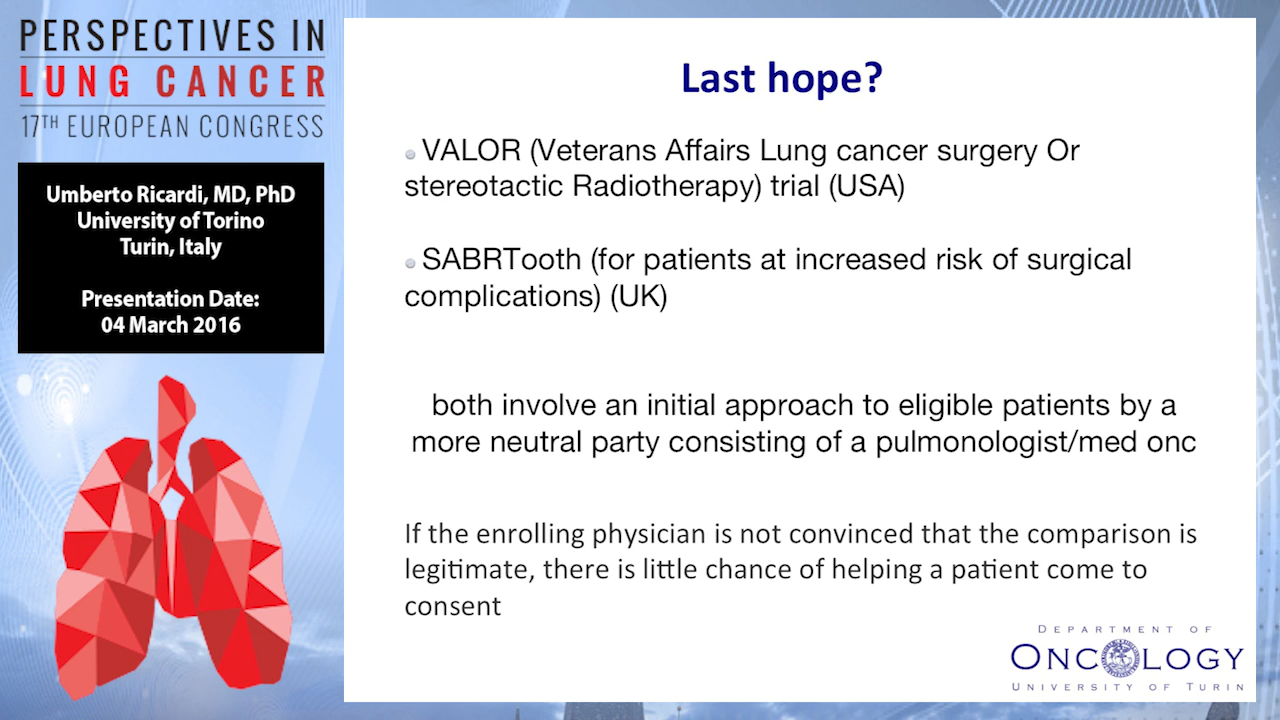 PERSPECTIVES IN
LUNG CANCER
17TH EUROPEAN CONGRESS
Umberto Ricardi, MD, PhD
University of Torino
Turin, Italy
Presentation Date:
04 March 2016
Last hope?
VALOR (Veterans Affairs Lung cancer surgery Or
stereotactic Radiotherapy) trial (USA)
SABRTooth (for patients at increased risk of surgical
complications) (UK)
both involve an initial approach to eligible patients by a
more neutral party consisting of a pulmonologist/med onc
If the enrolling physician is not convinced that the comparison is
legitimate, there is little chance of helping a patient come to
consent
DEPARTMENT OF
ONCOLOGY
UNIVERSITY OF TURIN